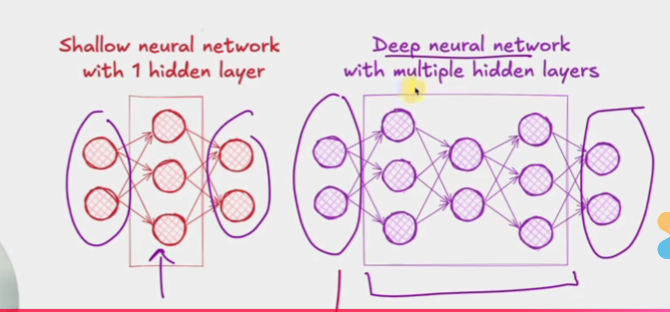 Shallow neural network
with 1 hidden layer
Deep neural network
with multiple hidden layers